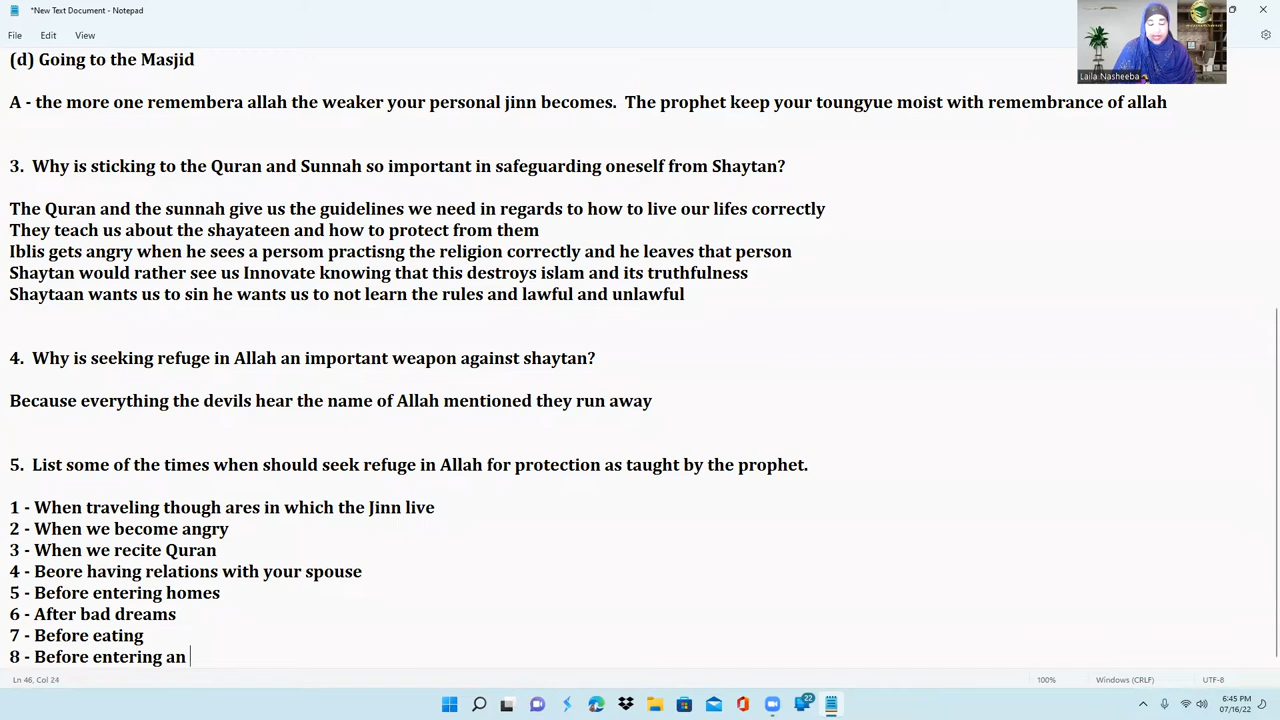 *New Text Document - Notepad
File Edit View
Laila Nasheeba
(d) Going to the Masjid
A - the more one remembera allah the weaker your personal jinn becomes.  The prophet keep your toungyue moist with remembrance of allah
3.  Why is sticking to the Quran and Sunnah so important in safeguarding oneself from Shaytan?
The Quran and the sunnah give us the guidelines we need in regards to how to live our lifes correctly
They teach us about the shayateen and how to protect from them
Iblis gets angry when he sees a persom practisng the religion correctly and he leaves that person
Shaytan would rather see us Innovate knowing that this destroys islam and its truthfulness
Shaytaan wants us to sin he wants us to not learn the rules and lawful and unlawful
4.  Why is seeking refuge in Allah an important weapon against shaytan?
Because everything the devils hear the name of Allah mentioned they run away
5.  List some of the times when should seek refuge in Allah for protection as taught by the prophet.
1 - When traveling though ares in which the Jinn live
2 - When we become angry
3 - When we recite Quran
4 - Beore having relations with your spouse
5 - Before entering homes
6 - After bad dreams
7 - Before eating
8 - Before entering an
Ln 46, Col 24 100% Windows (CRLF) UTF-8
22
6:45 PM
07/16/22